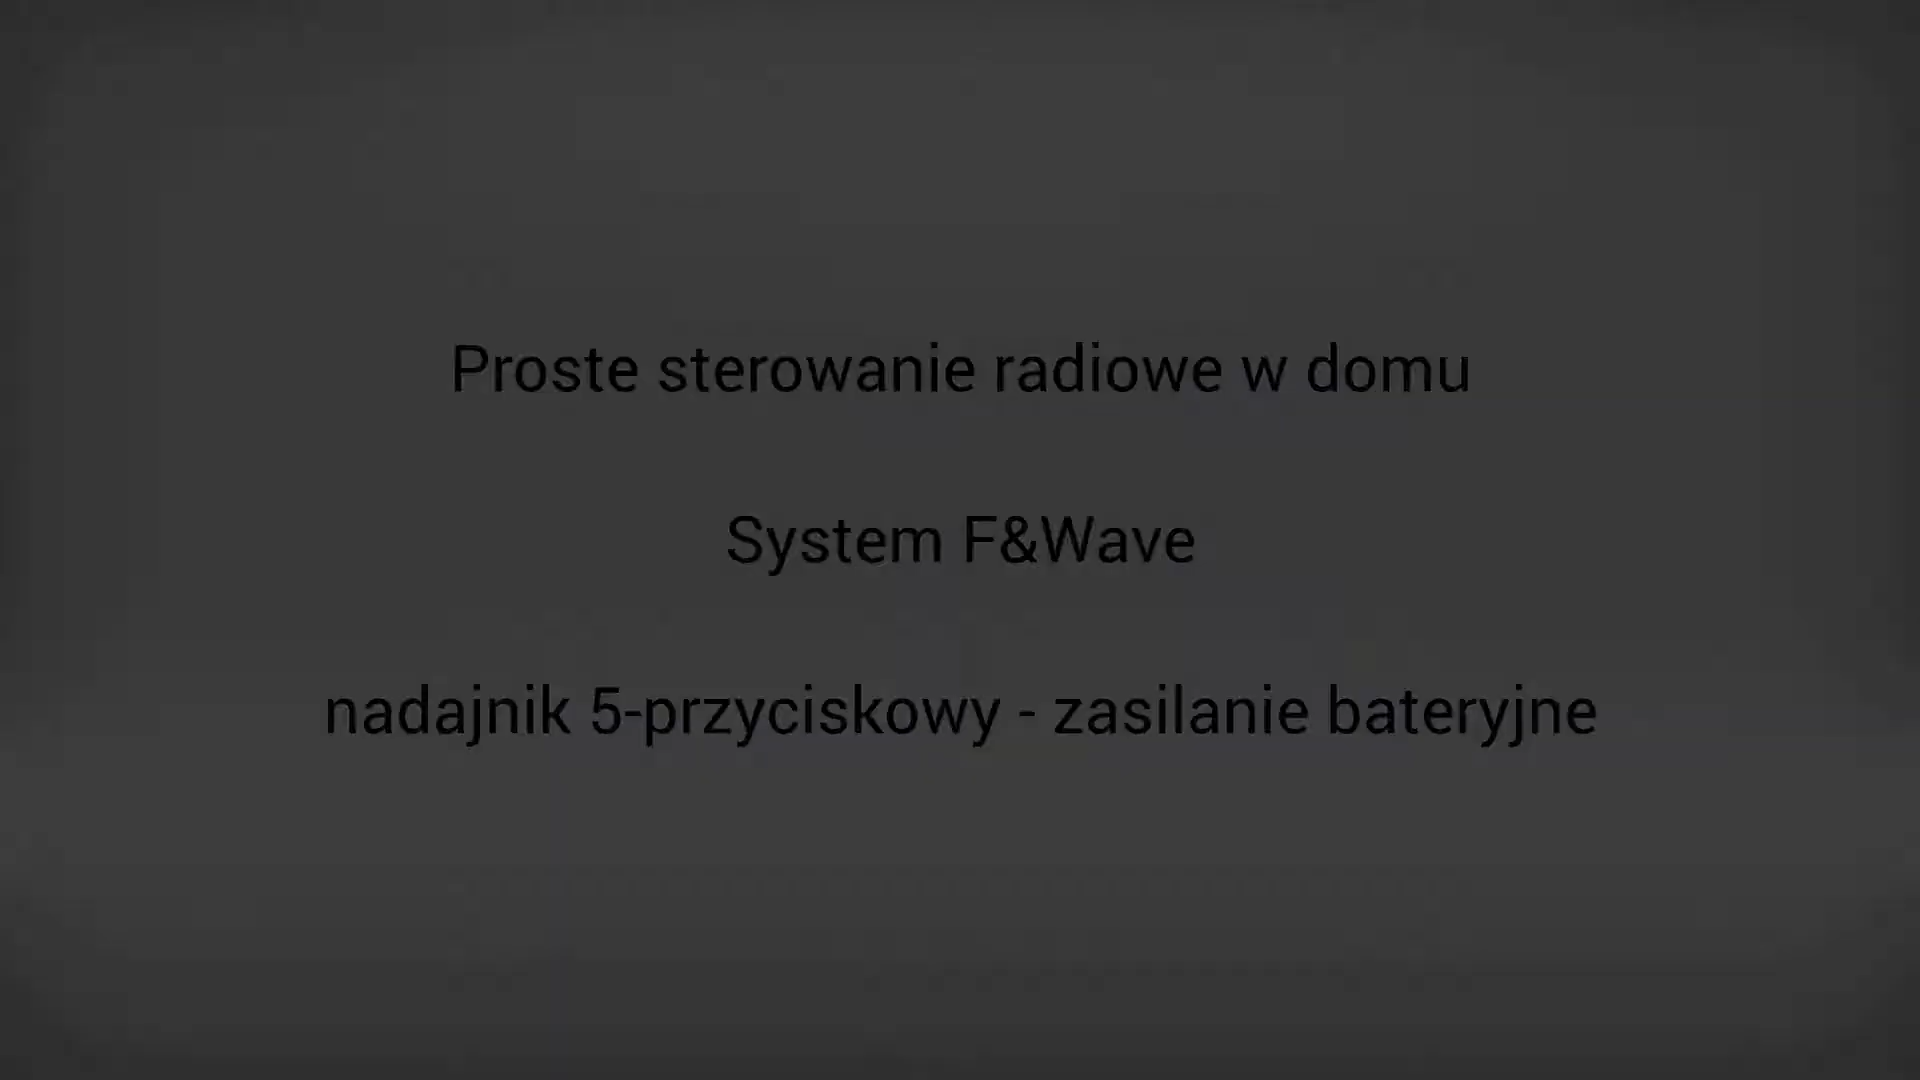 Proste sterowanie radiowe w domu
System F&Wave
nadajnik 5-przyciskowy - zasilanie bateryjne